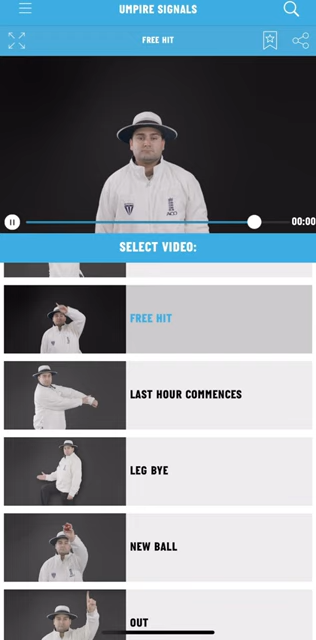 UMPIRE SIGNALS
FREE HIT
00:00
SELECT VIDEO:
FREE HIT
LAST HOUR COMMENCES
LEG BYE
NEW BALL
OUT